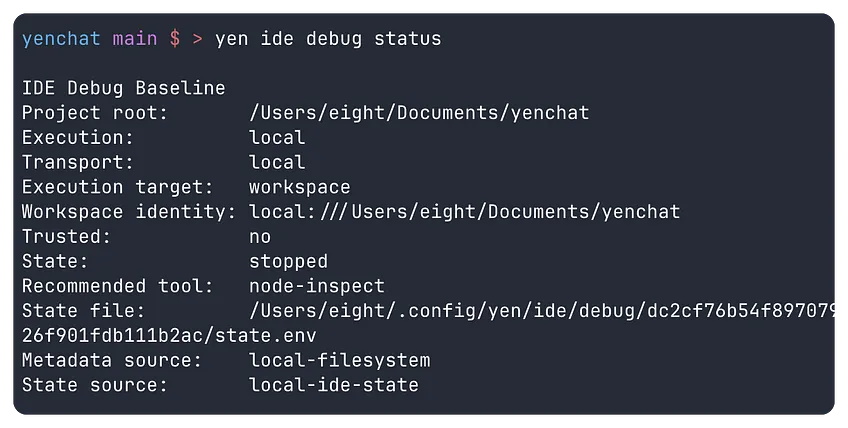 yenchat main $ > yen ide debug status
IDE Debug Baseline
Project root: /Users/eight/Documents/yenchat
Execution: local
Transport: local
Execution target: workspace
Workspace identity: local:///Users/eight/Documents/yenchat
Trusted: no
State: stopped
Recommended tool: node-inspect
State file: /Users/eight/.config/yen/ide/debug/dc2cf76b54f897079
26f901fdb111b2ac/state.env
Metadata source: local-filesystem
State source: local-ide-state